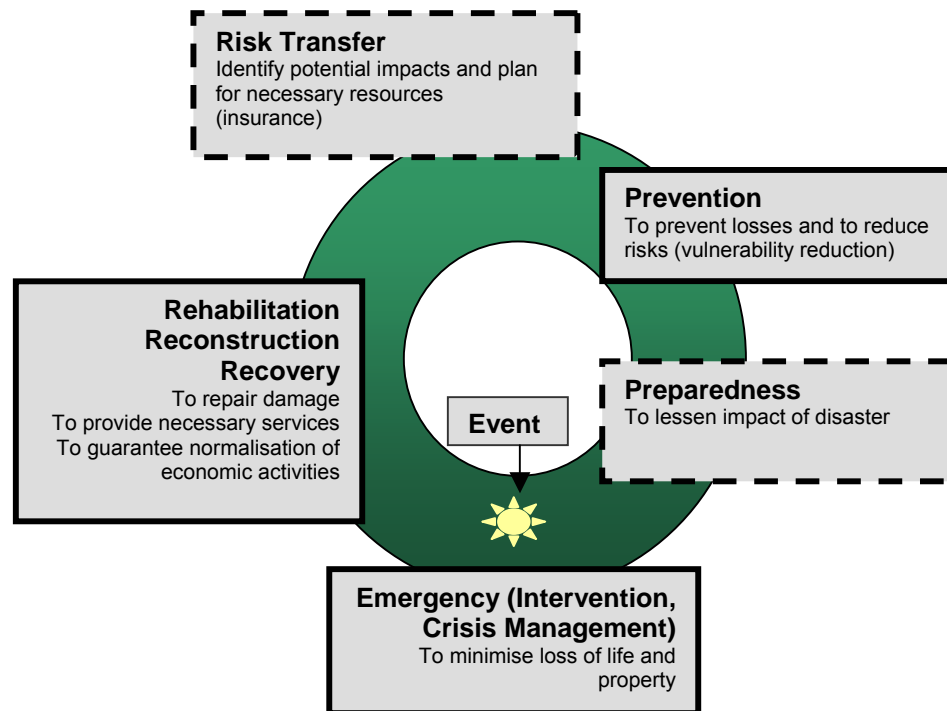 Risk Transfer
Identify potential impacts and plan
for necessary resources
(insurance)
Prevention
To prevent losses and to reduce
risks (vulnerability reduction)
Rehabilitation
Reconstruction
Recovery
To repair damage
To provide necessary services
To guarantee normalisation of
economic activities
Preparedness
To lessen impact of disaster
Event
Emergency (Intervention,
Crisis Management)
To minimise loss of life and
property